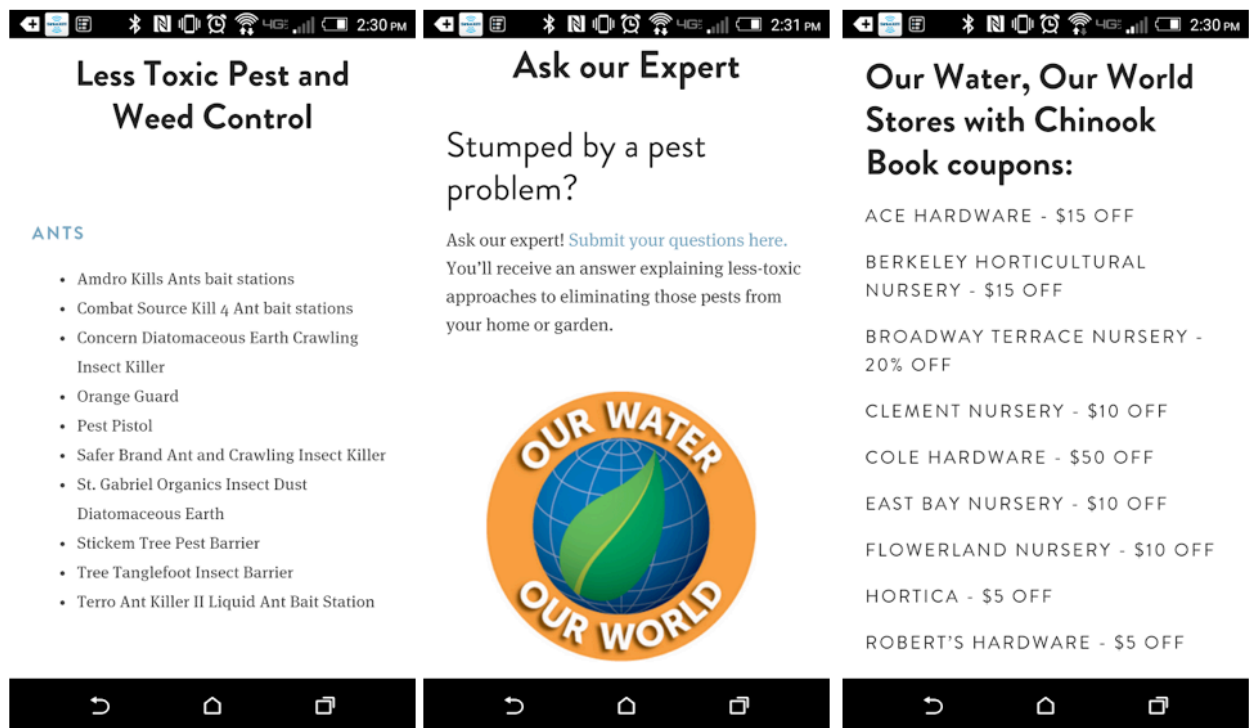 4G 2:30 PM
Less Toxic Pest and
Weed Control
ANTS
• Amdro Kills Ants bait stations
• Combat Source Kill 4 Ant bait stations
• Concern Diatomaceous Earth Crawling
Insect Killer
• Orange Guard
• Pest Pistol
• Safer Brand Ant and Crawling Insect Killer
• St. Gabriel Organics Insect Dust
Diatomaceous Earth
• Stickem Tree Pest Barrier
• Tree Tanglefoot Insect Barrier
• Terro Ant Killer II Liquid Ant Bait Station
4G 2:31 PM
Ask our Expert
Stumped by a pest
problem?
Ask our expert! Submit your questions here.
You'll receive an answer explaining less-toxic
approaches to eliminating those pests from
your home or garden.
OUR WATER
OUR WORLD
4G 2:30 PM
Our Water, Our World
Stores with Chinook
Book coupons:
ACE HARDWARE - $15 OFF
BERKELEY HORTICULTURAL
NURSERY - $15 OFF
BROADWAY TERRACE NURSERY -
20% OFF
CLEMENT NURSERY - $10 OFF
COLE HARDWARE - $50 OFF
EAST BAY NURSERY - $10 OFF
FLOWERLAND NURSERY - $10 OFF
HORTICA - $5 OFF
ROBERT'S HARDWARE - $5 OFF